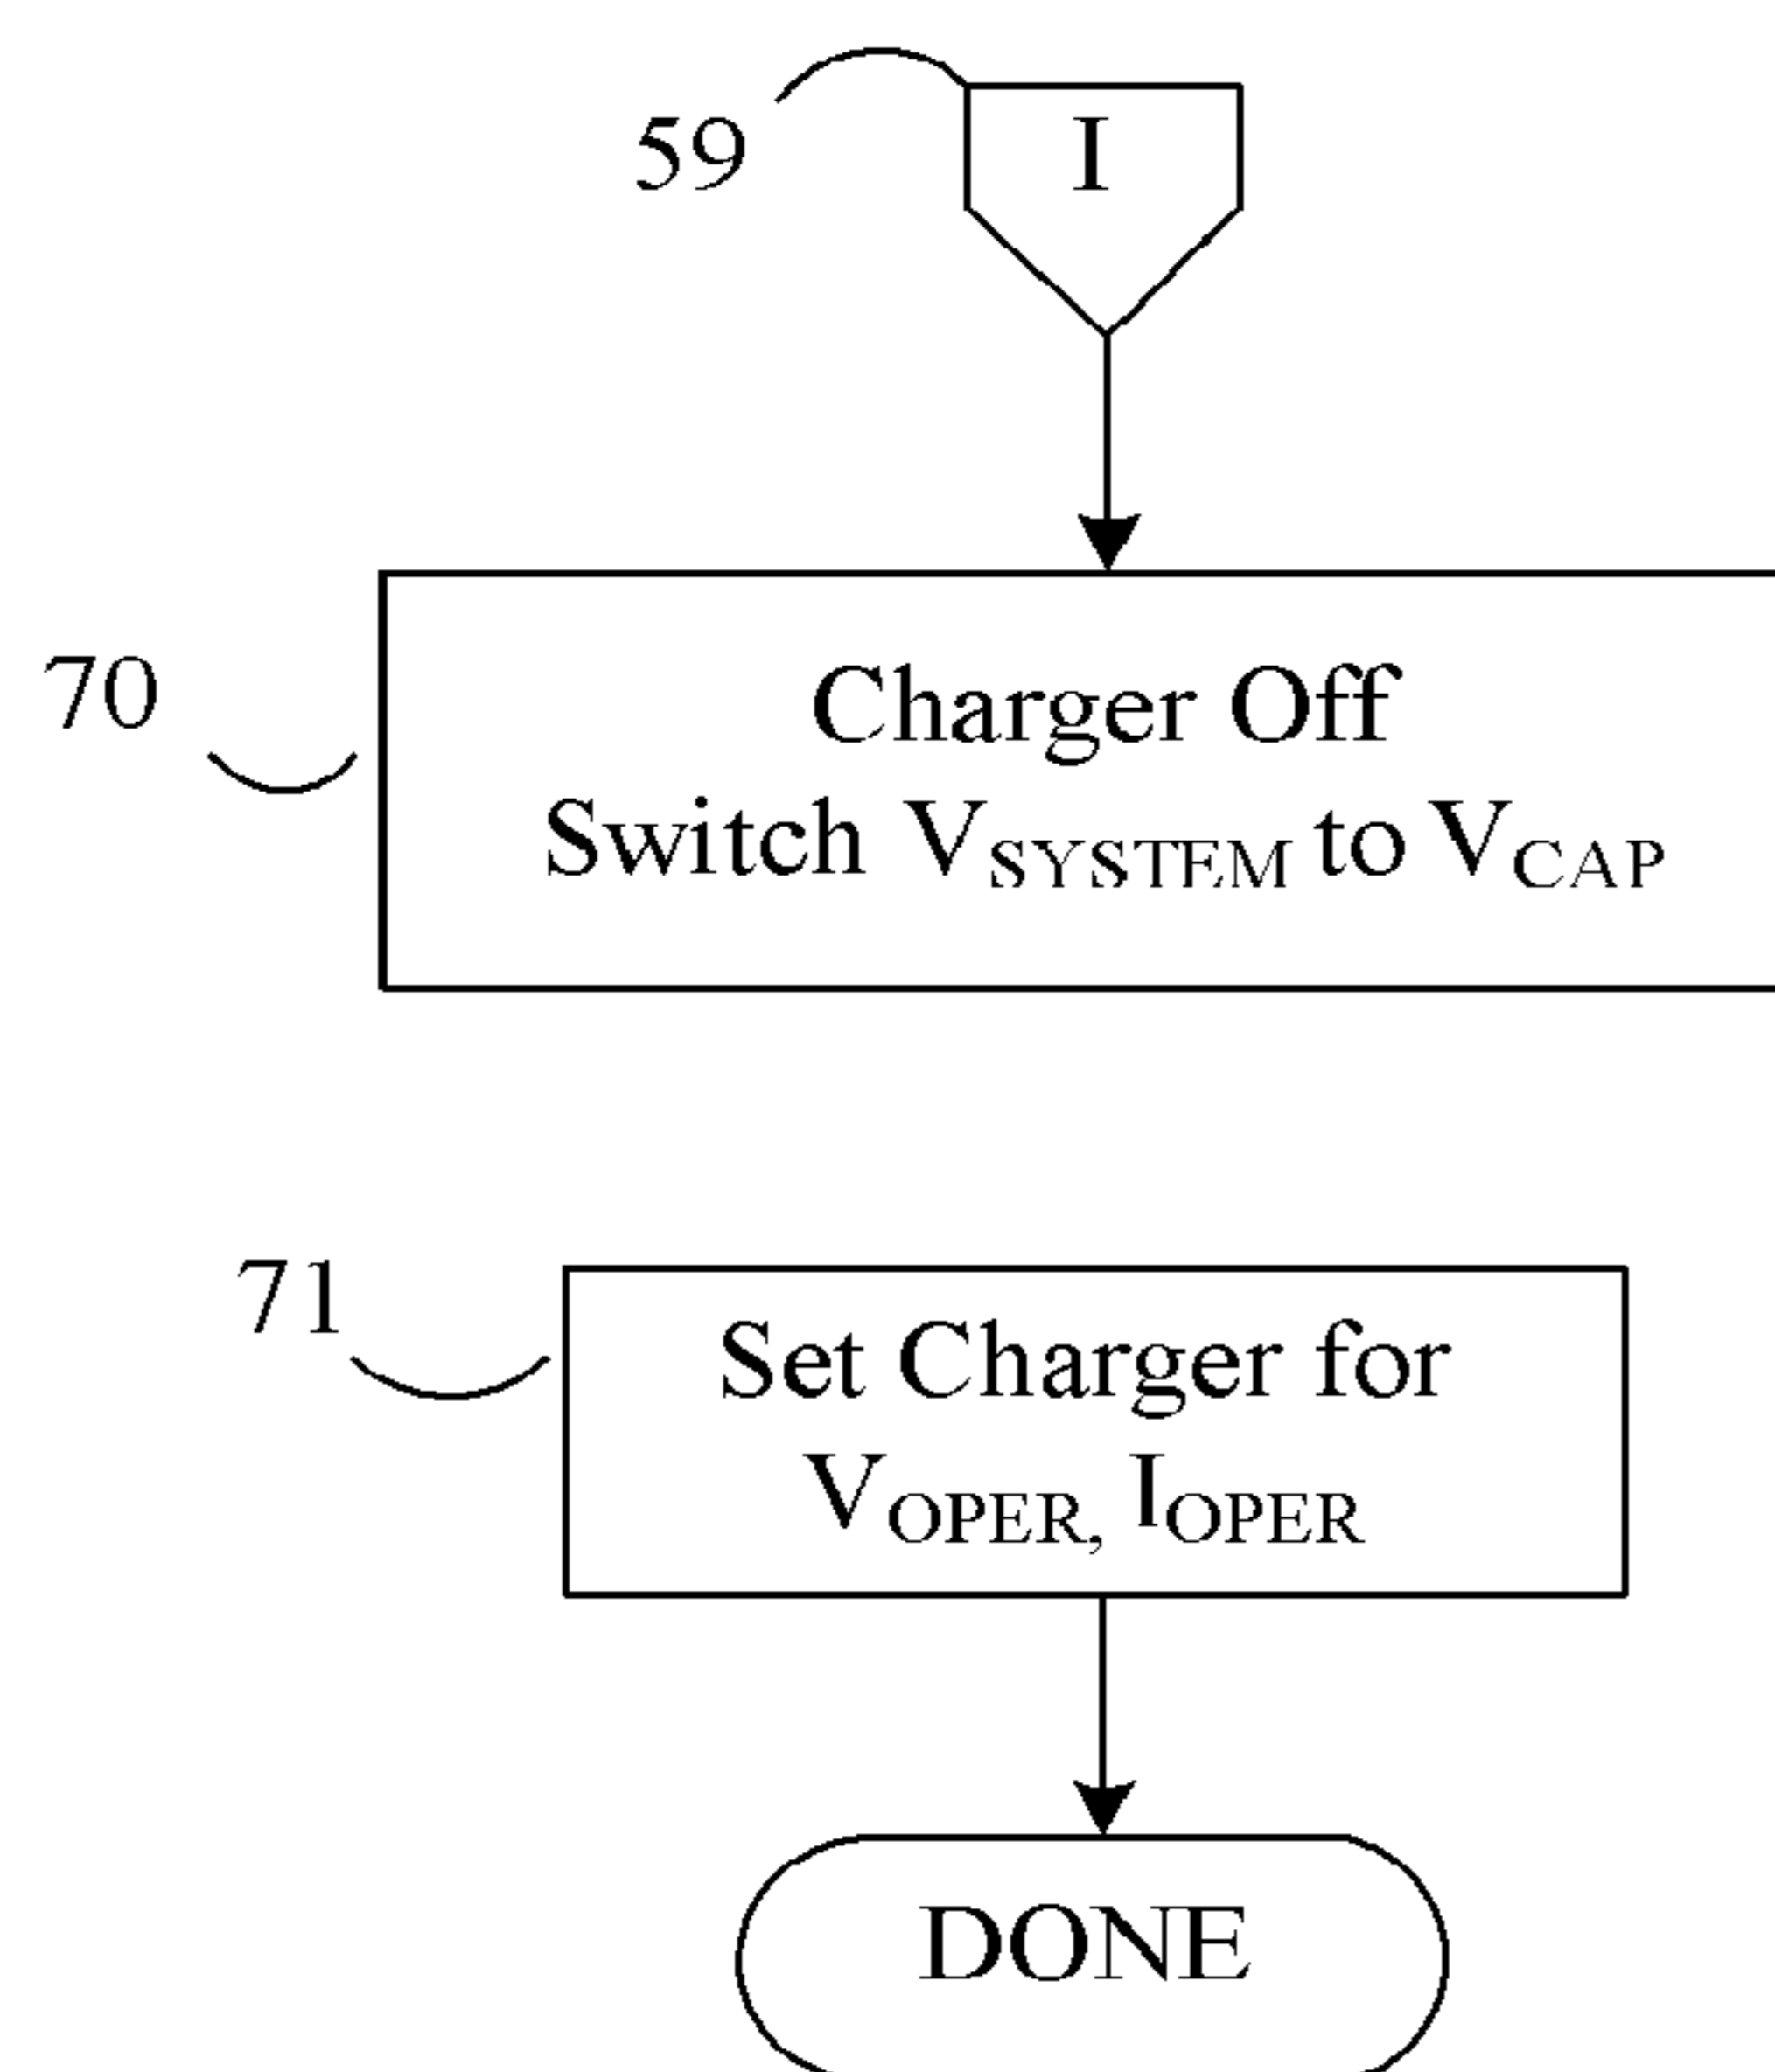 59
I
70
Charger Off
Switch VSYSTEM to VCAP
71
Set Charger for
VOPER, IOPER
DONE